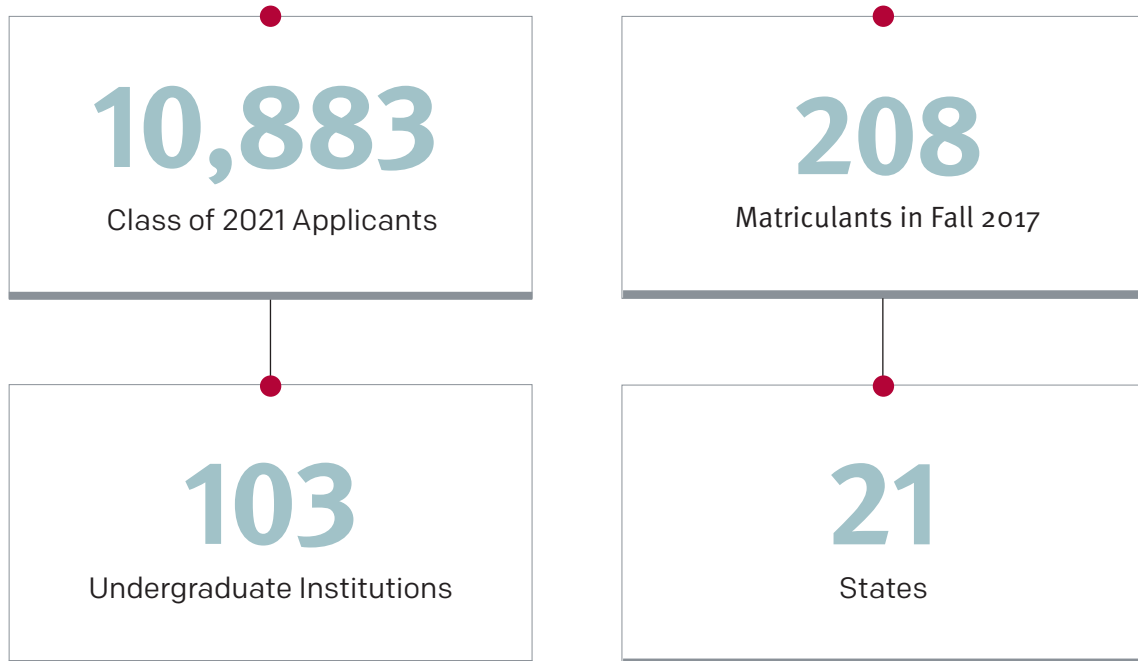 10,883
Class of 2021 Applicants
208
Matriculants in Fall 2017
103
Undergraduate Institutions
21
States